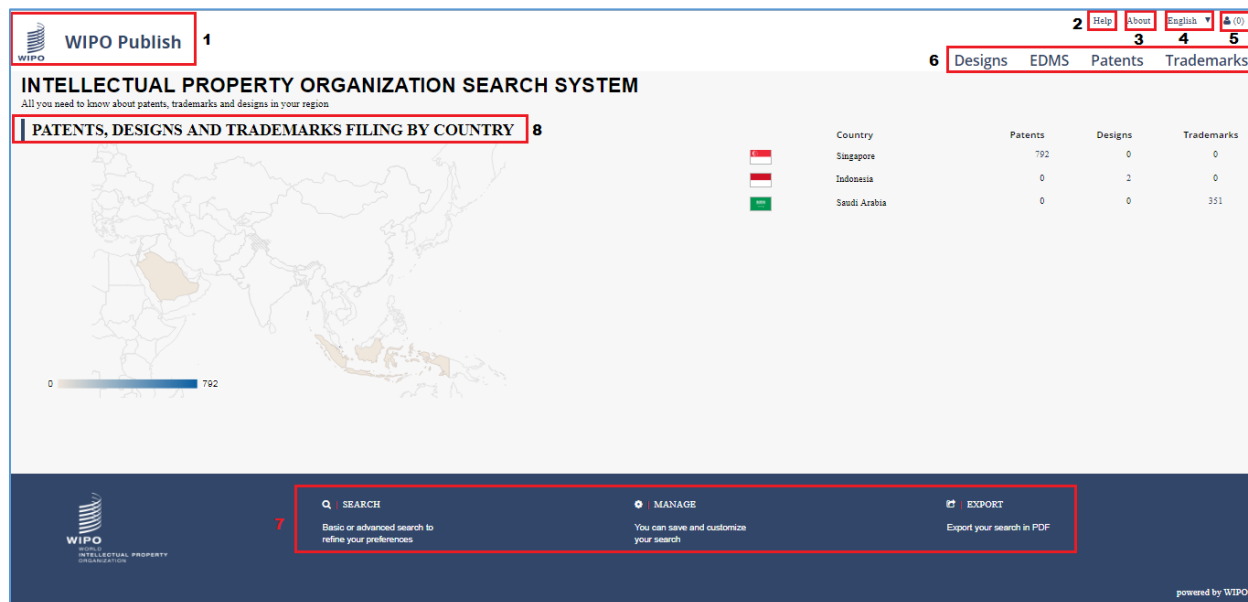 WIPO
WIPO Publish
1
2
Help
About
English
(0)
3
4
5
6
Designs
EDMS
Patents
Trademarks
INTELLECTUAL PROPERTY ORGANIZATION SEARCH SYSTEM
All you need to know about patents, trademarks and designs in your region
PATENTS, DESIGNS AND TRADEMARKS FILING BY COUNTRY
8
Country Patents Designs Trademarks
Singapore 792 0 0
Indonesia 0 2 0
Saudi Arabia 0 0 351
0
792
7
SEARCH
Basic or advanced search to
refine your preferences
MANAGE
You can save and customize
your search
EXPORT
Export your search in PDF
WIPO
WORLD
INTELLECTUAL PROPERTY
ORGANIZATION
powered by WIPO